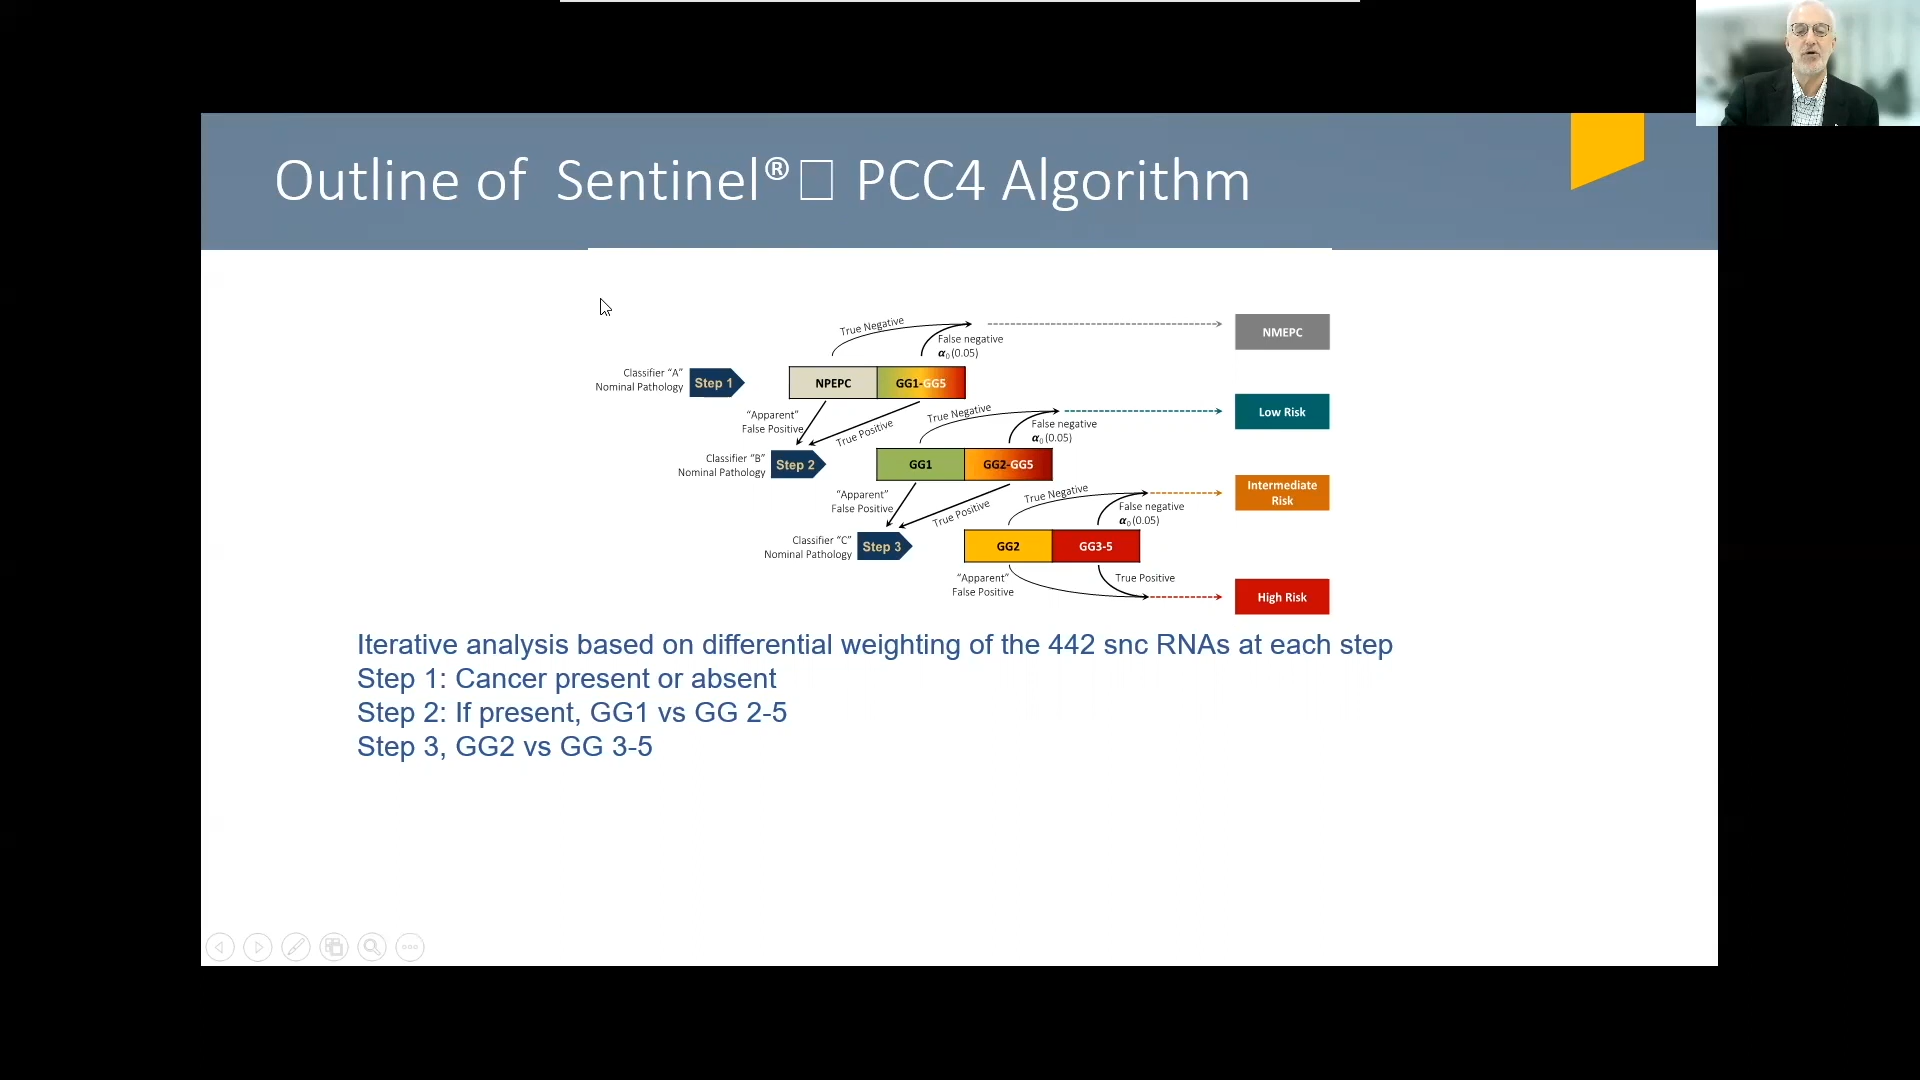 Outline of Sentinel®□ PCC4 Algorithm
True Negative
False negative
α₀(0.05)
NMEPC
Classifier “A”
Nominal Pathology
Step 1
NPEPC
GG1-GG5
“Apparent”
False Positive
True Positive
True Negative
False negative
α₀(0.05)
Low Risk
Classifier “B”
Nominal Pathology
Step 2
GG1
GG2-GG5
“Apparent”
False Positive
True Positive
True Negative
False negative
α₀(0.05)
Intermediate
Risk
Classifier “C”
Nominal Pathology
Step 3
GG2
GG3-5
“Apparent”
False Positive
True Positive
High Risk
Iterative analysis based on differential weighting of the 442 snc RNAs at each step
Step 1: Cancer present or absent
Step 2: If present, GG1 vs GG 2-5
Step 3, GG2 vs GG 3-5